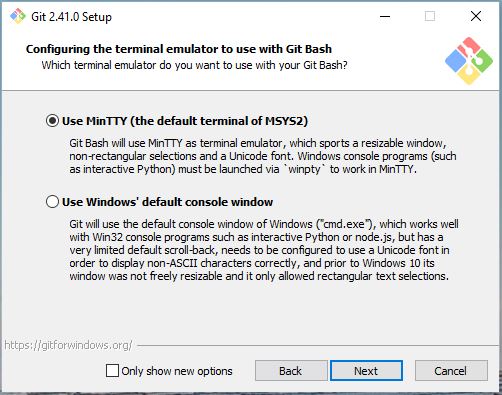 Git 2.41.0 Setup
Configuring the terminal emulator to use with Git Bash
Which terminal emulator do you want to use with your Git Bash?
Use MinTTY (the default terminal of MSYS2)
Git Bash will use MinTTY as terminal emulator, which sports a resizable window,
non-rectangular selections and a Unicode font. Windows console programs (such
as interactive Python) must be launched via `winpty` to work in MinTTY.
Use Windows' default console window
Git will use the default console window of Windows ("cmd.exe"), which works well
with Win32 console programs such as interactive Python or node.js, but has a
very limited default scroll-back, needs to be configured to use a Unicode font in
order to display non-ASCII characters correctly, and prior to Windows 10 its
window was not freely resizable and it only allowed rectangular text selections.
https://gitforwindows.org/
Only show new options
Back
Next
Cancel